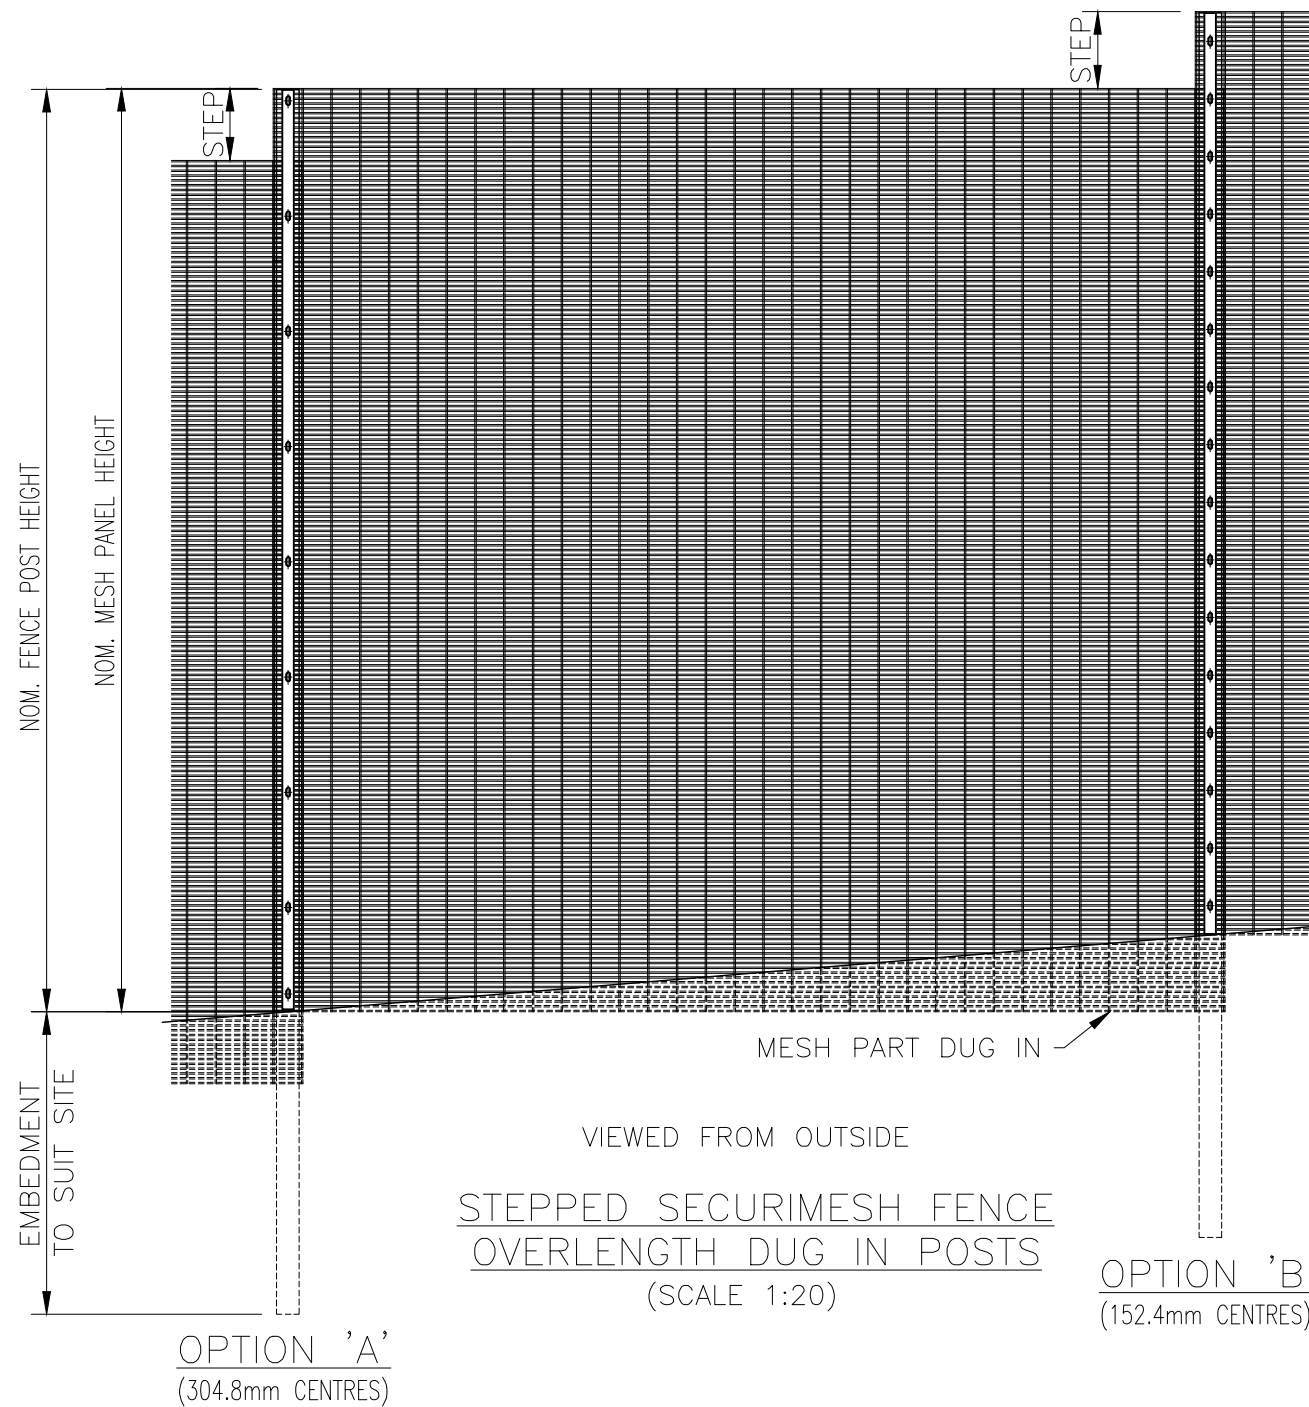 STEP
STEP
NOM. FENCE POST HEIGHT
NOM. MESH PANEL HEIGHT
MESH PART DUG IN
EMBEDMENT
TO SUIT SITE
VIEWED FROM OUTSIDE
STEPPED SECURIMESH FENCE
OVERLENGTH DUG IN POSTS
(SCALE 1:20)
OPTION 'A'
(304.8mm CENTRES)
OPTION 'B
(152.4mm CENTRES)